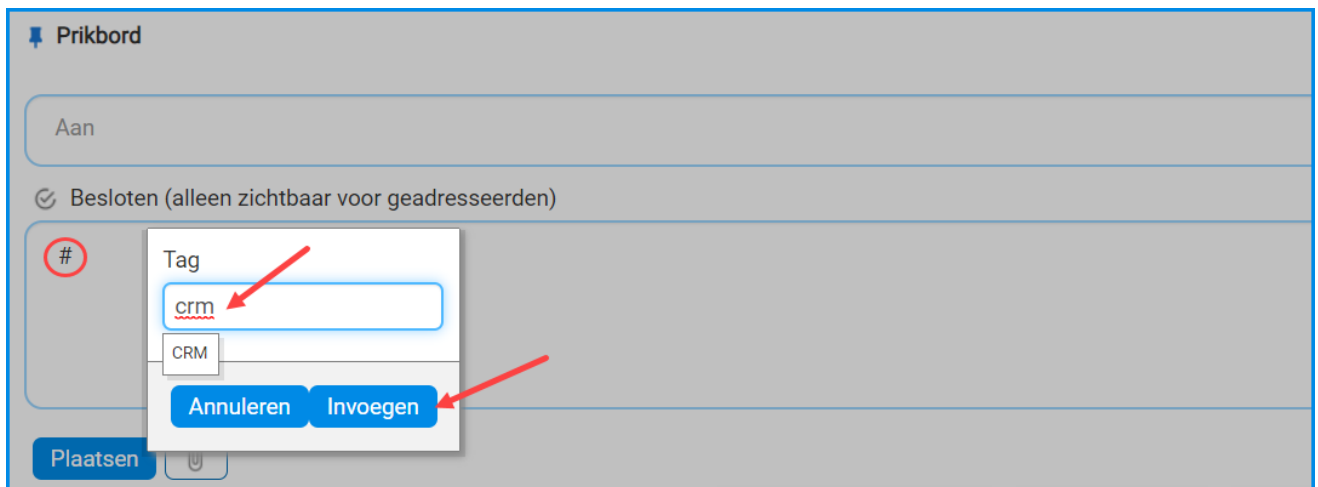 Prikbord
Aan
Besloten (alleen zichtbaar voor geadresseerden)
#
Tag
crm
CRM
Annuleren Invoegen
Plaatsen